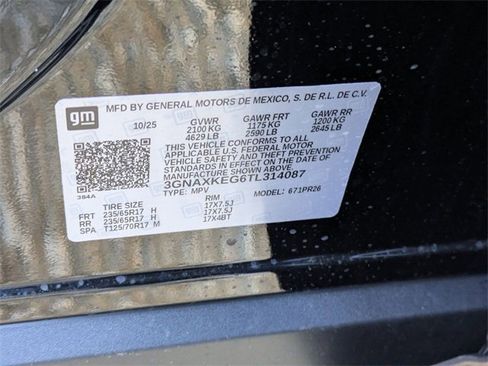 gm
MFD BY GENERAL MOTORS DE MEXICO, S. DE R.L. DE C.V.
10/25 GVWR GAWR FRT GAWR RR
2100 KG 1175 KG 1200 KG
4629 LB 2590 LB 2645 LB
THIS VEHICLE CONFORMS TO ALL
APPLICABLE U.S. FEDERAL MOTOR
VEHICLE SAFETY AND THEFT
PREVENTION STANDARDS IN EFFECT
ON THE DATE OF MANUFACTURE
SHOWN ABOVE.
3GNAXKEG6TL314087
TYPE: MPV MODEL: 671PR26
TIRE SIZE RIM
FRT 235/65R17 H 17X7.5J
RR 235/65R17 H 17X7.5J
SPA T125/70R17 M 17X4BT